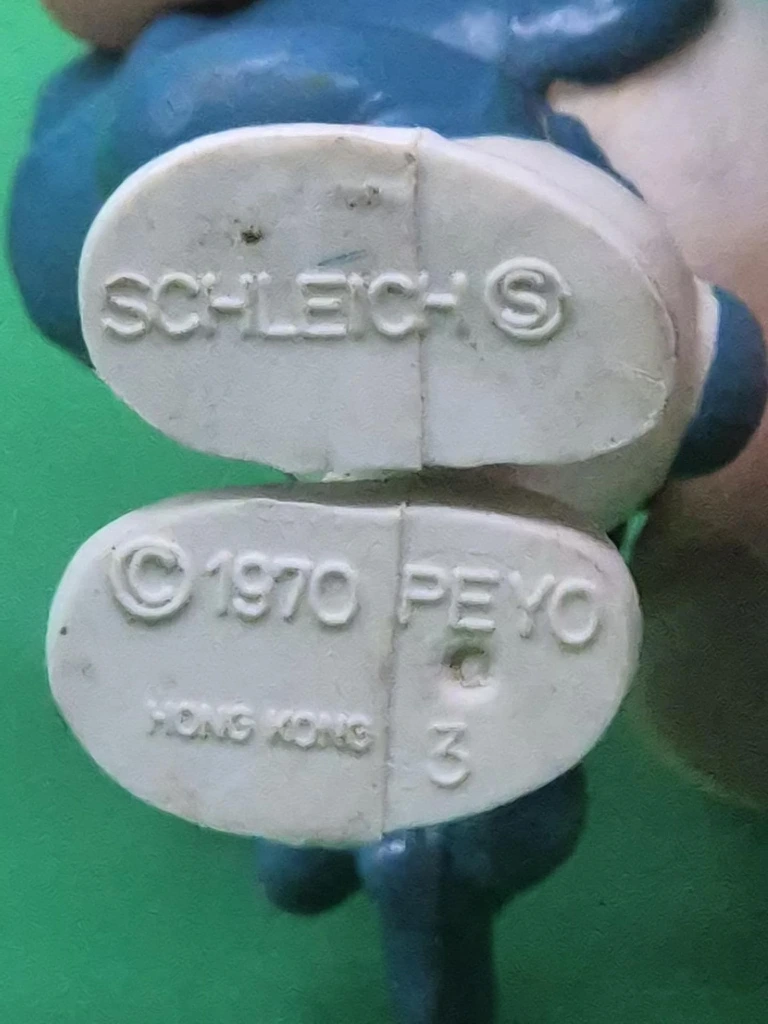 SCHLEICH Ⓢ
© 1970 PEYO
HONG KONG
3